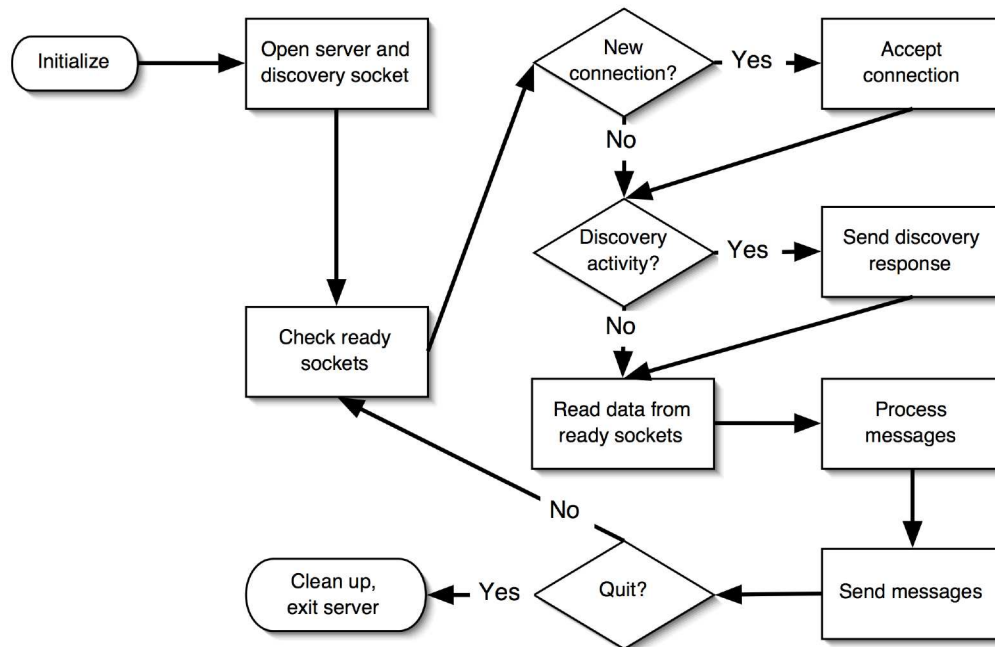 Initialize
Open server and
discovery socket
New
connection?
Yes
Accept
connection
No
Discovery
activity?
Yes
Send discovery
response
No
Check ready
sockets
Read data from
ready sockets
Process
messages
No
Clean up,
exit server
Yes
Quit?
Send messages